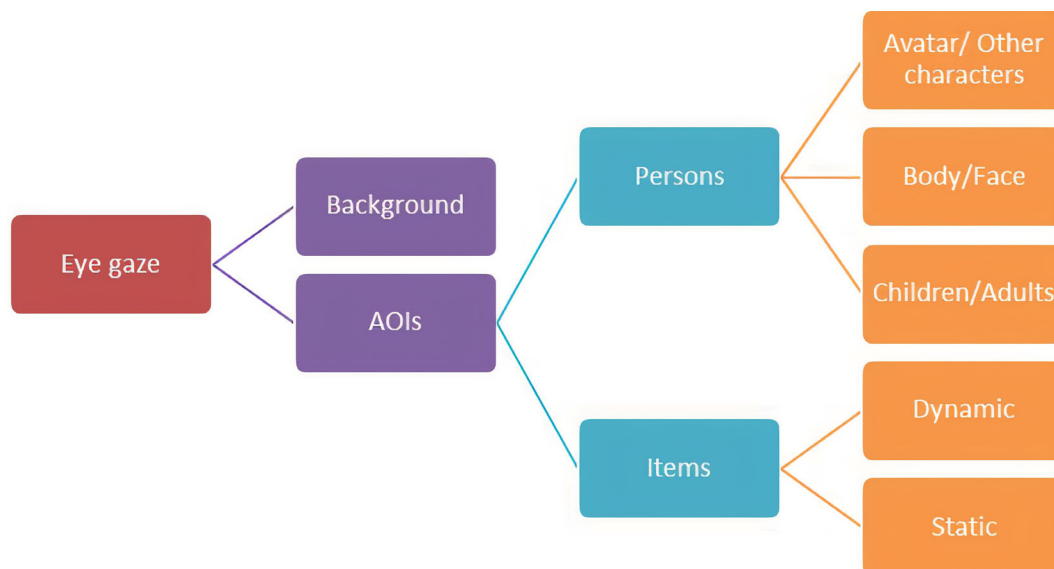 Eye gaze
Background
AOIs
Persons
Items
Avatar/ Other
characters
Body/Face
Children/Adults
Dynamic
Static